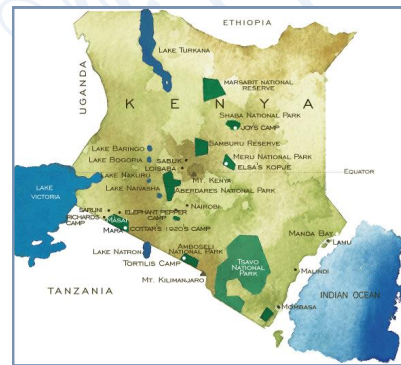 ETHIOPIA
LAKE TURKANA
UGANDA
MARSABIT NATIONAL
RESERVE
KENYA
SHABA NATIONAL PARK
JOY'S CAMP
LAKE BARINGO
SAMBURU RESERVE
LAKE BOGORIA
SABUK
LOISABA
MERU NATIONAL PARK
ELSA'S KOPJE
MT. KENYA
EQUATOR
LAKE NAKURU
LAKE NAIVASHA
ABERDARES NATIONAL PARK
LAKE
VICTORIA
NAIROBI
SARUNI
RICHARD'S
CAMP
ELEPHANT PEPPER
CAMP
MASAI
MARA
COTTAR'S 1920'S CAMP
MANDA BAY
LAMU
LAKE NATRON
AMBOSELI
NATIONAL PARK
TORTILIS CAMP
TSAVO
NATIONAL
PARK
MALINDI
MT. KILIMANJARO
TANZANIA
INDIAN OCEAN
MOMBASA